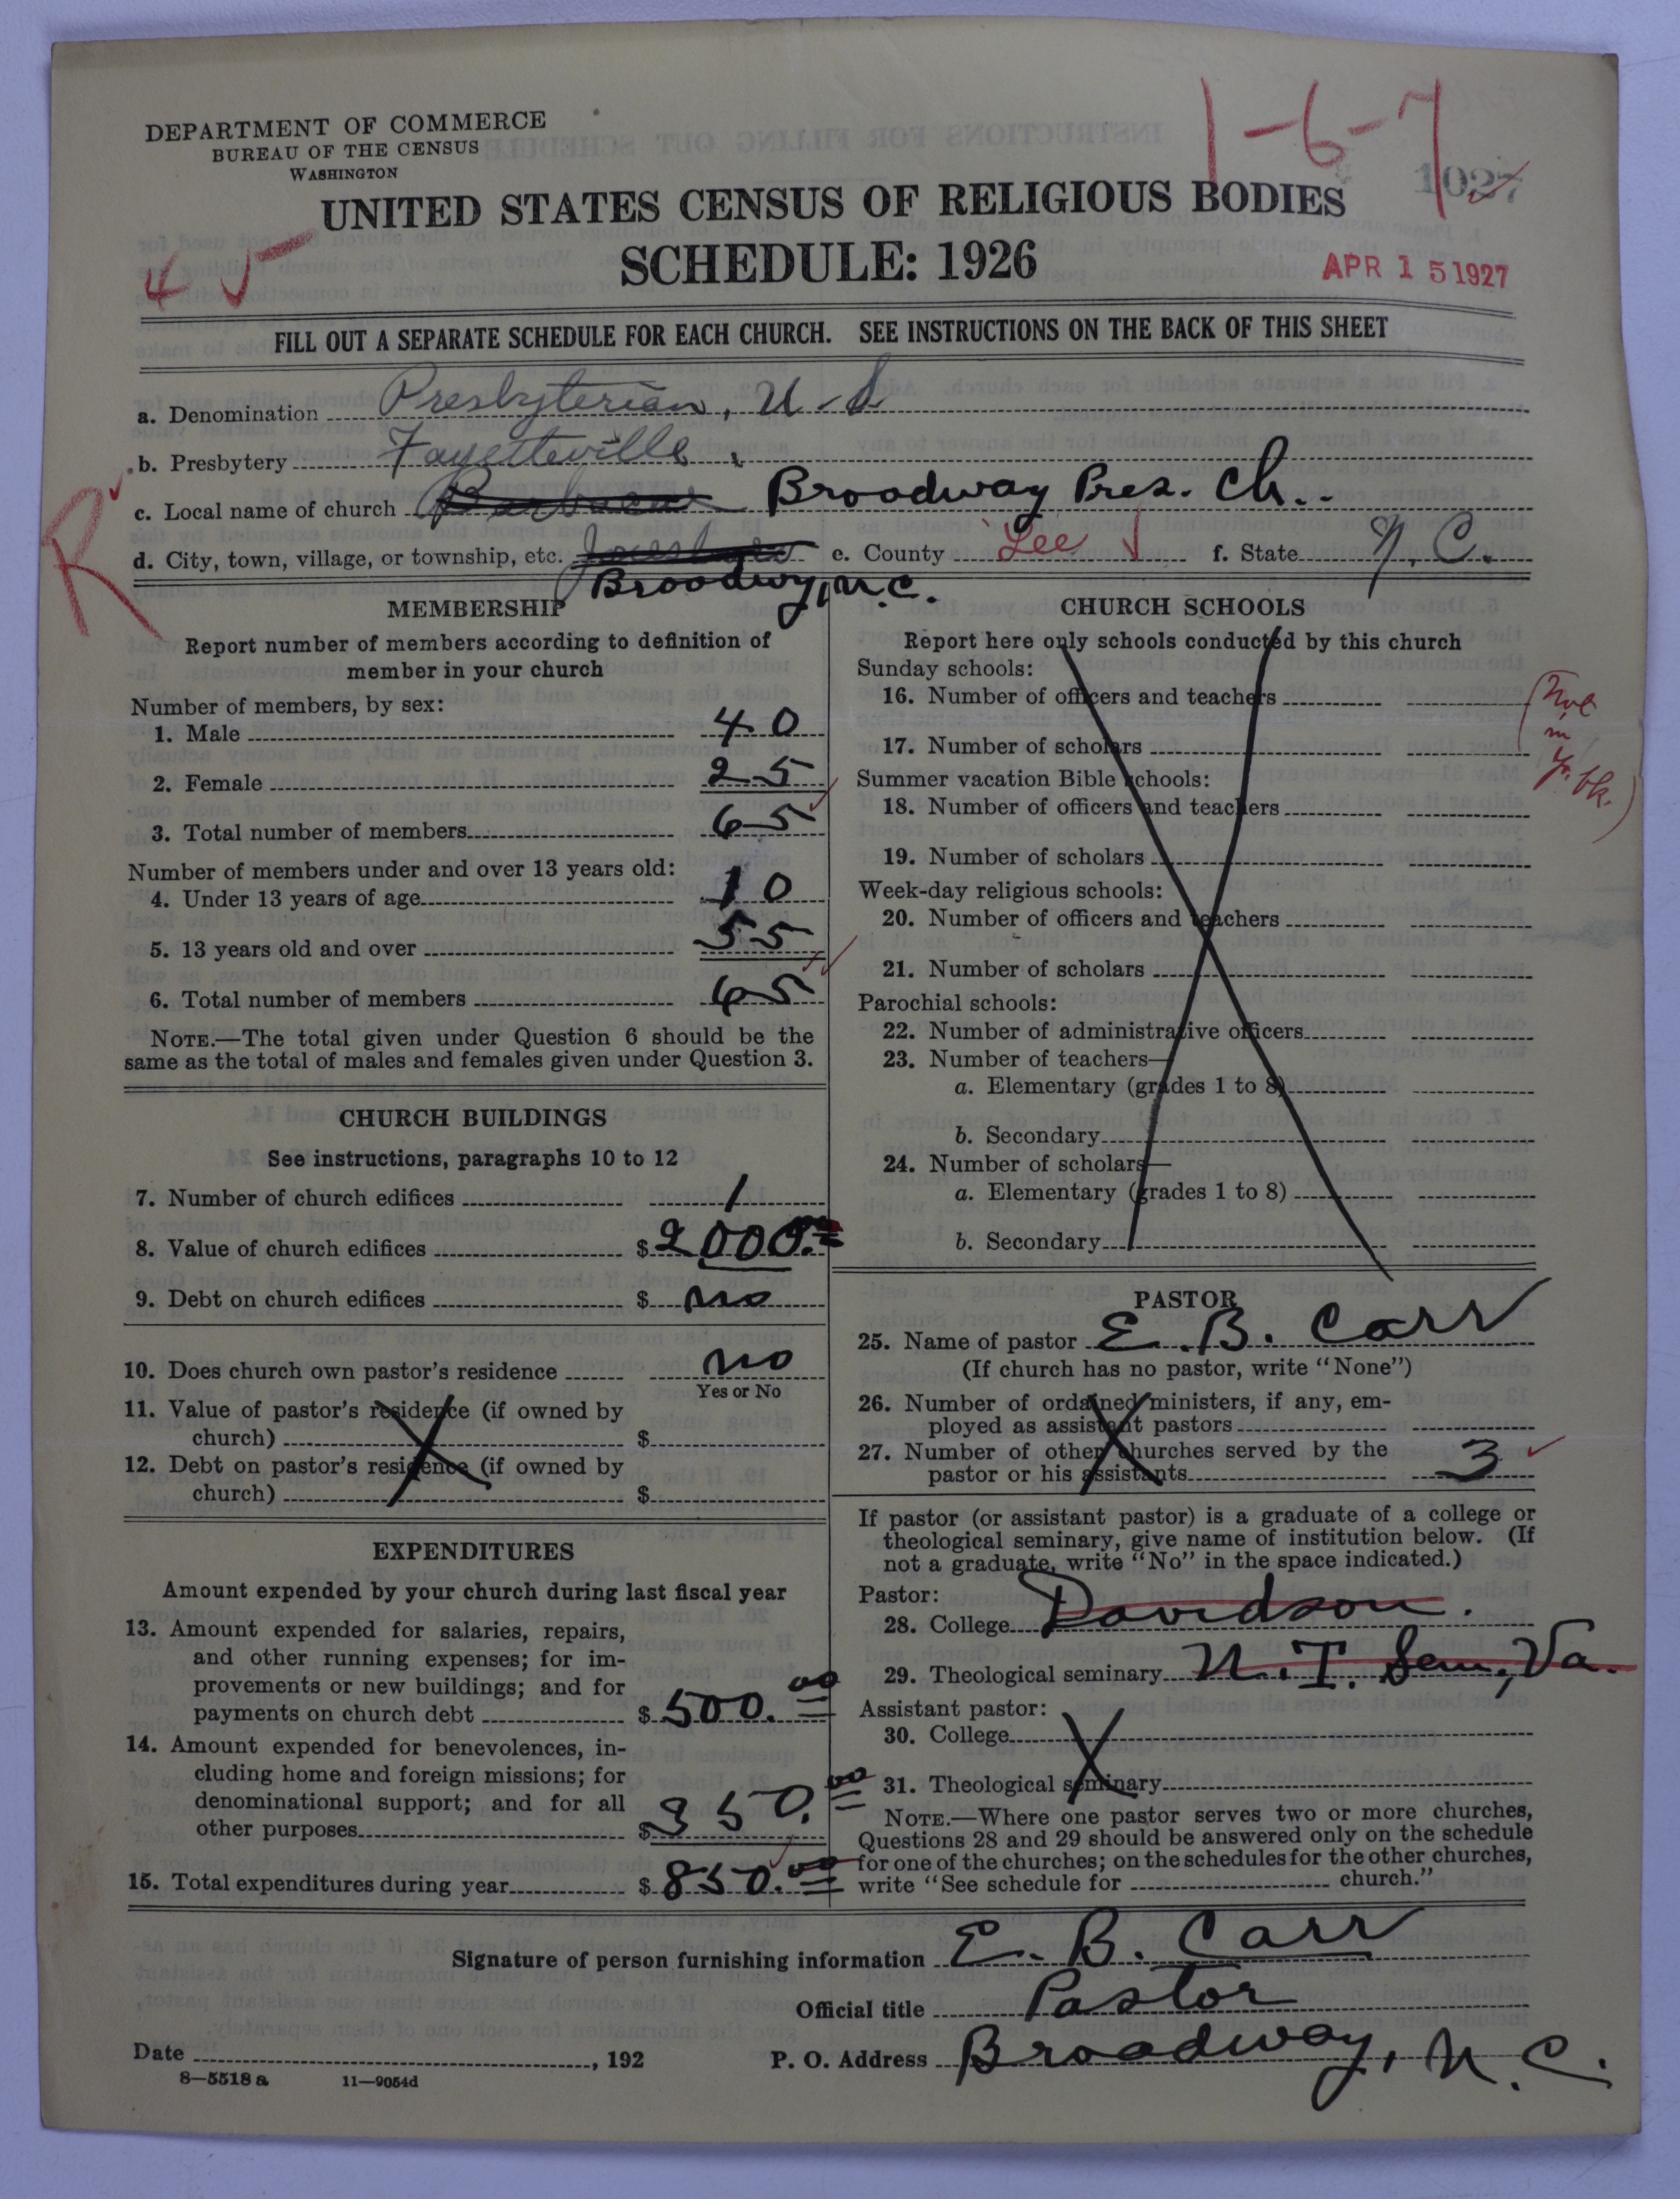 1-6-7
DEPARTMENT OF COMMERCE
BUREAU OF THE CENSUS
WASHINGTON
1027
UNITED STATES CENSUS OF RELIGIOUS BODIES
SCHEDULE: 1926
4
APR 15 1927
FILL OUT A SEPARATE SCHEDULE FOR EACH CHURCH. SEE INSTRUCTIONS ON THE BACK OF THIS SHEET
a. Denomination Presbyterian, U.S.
b. Presbytery Fayetteville
R
c. Local name of church Broadway Pres. Ch..
d. City, town, village, or township, etc. e. County Lee f. State N.C.
Broadwy, N.C.
MEMBERSHIP
Report number of members according to definition of
member in your church
Number of members, by sex:
1. Male 40
2. Female 25
3. Total number of members 65
Number of members under and over 13 years old:
4. Under 13 years of age 10
5. 13 years old and over 55
6. Total number of members 65
NOTE.—The total given under Question 6 should be the
same as the total of males and females given under Question 3.
CHURCH BUILDINGS
See instructions, paragraphs 10 to 12
7. Number of church edifices 1
8. Value of church edifices $2,000.00
9. Debt on church edifices $ no
10. Does church own pastor's residence no
Yes or No
11. Value of pastor's residence (if owned by
church) $
12. Debt on pastor's residence (if owned by
church) $
EXPENDITURES
Amount expended by your church during last fiscal year
13. Amount expended for salaries, repairs,
and other running expenses; for im-
provements or new buildings; and for
payments on church debt $500.00
14. Amount expended for benevolences, in-
cluding home and foreign missions; for
denominational support; and for all
other purposes $350.00
15. Total expenditures during year $850.00
CHURCH SCHOOLS
Report here only schools conducted by this church
Sunday schools:
16. Number of officers and teachers
17. Number of scholars
Summer vacation Bible schools:
18. Number of officers and teachers
19. Number of scholars
Week-day religious schools:
20. Number of officers and teachers
21. Number of scholars
Parochial schools:
22. Number of administrative officers
23. Number of teachers—
a. Elementary (grades 1 to 8)
b. Secondary
24. Number of scholars—
a. Elementary (grades 1 to 8)
b. Secondary
in
yr. bk.)
PASTOR
25. Name of pastor E. B. Carr
(If church has no pastor, write "None")
26. Number of ordained ministers, if any, em-
ployed as assistant pastors
27. Number of other churches served by the
pastor or his assistants 3
If pastor (or assistant pastor) is a graduate of a college or
theological seminary, give name of institution below. (If
not a graduate, write "No" in the space indicated.)
Pastor:
28. College Davidson.
29. Theological seminary U.T. Sem., Va.
Assistant pastor:
30. College
31. Theological seminary
NOTE.—Where one pastor serves two or more churches,
Questions 28 and 29 should be answered only on the schedule
for one of the churches; on the schedules for the other churches,
write "See schedule for church."
Signature of person furnishing information E. B. Carr
Official title Pastor
Date , 192 P. O. Address Broadway, N.C.
8—5518 a 11—9054d